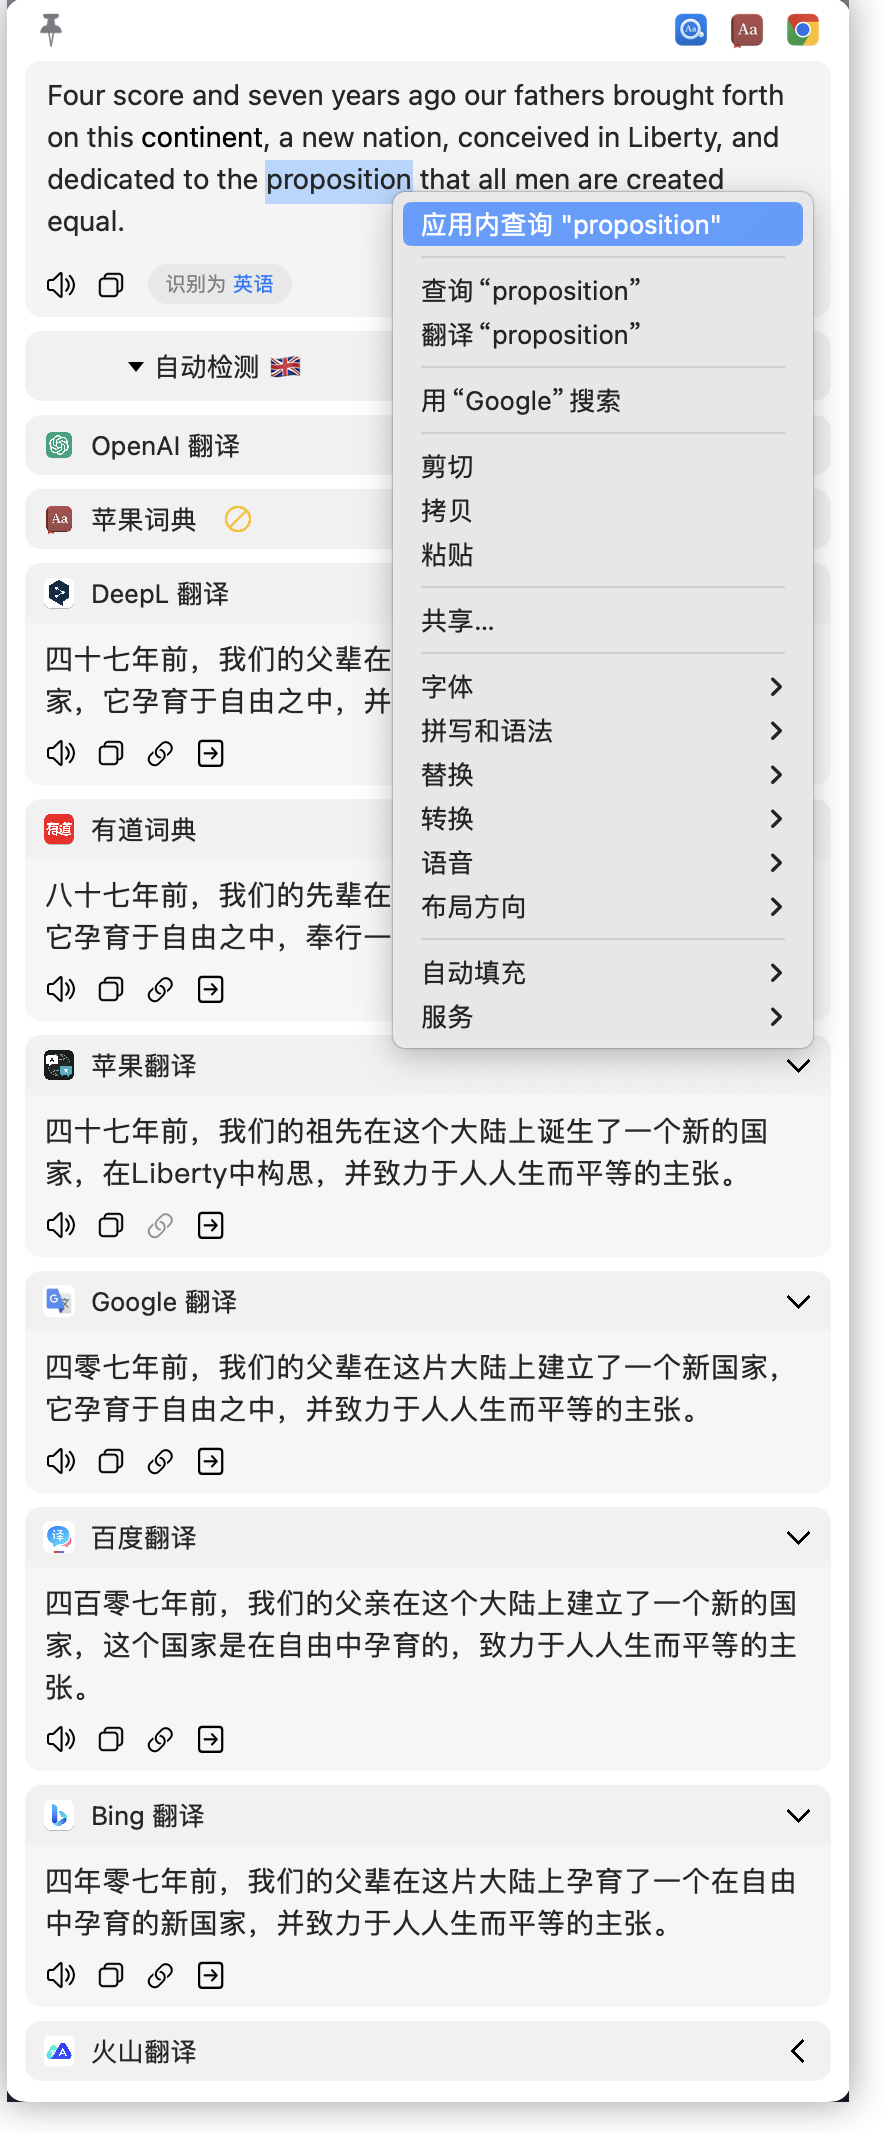 Four score and seven years ago our fathers brought forth
on this continent, a new nation, conceived in Liberty, and
dedicated to the proposition that all men are created
equal.
识别为 英语
应用内查询 "proposition"
查询 “proposition”
翻译 “proposition”
用 “Google” 搜索
剪切
拷贝
粘贴
共享...
字体
拼写和语法
替换
转换
语音
布局方向
自动填充
服务
自动检测
OpenAI 翻译
Aa 苹果词典
DeepL 翻译
四十七年前，我们的父辈在
家，它孕育于自由之中，并
有道 有道词典
八十七年前，我们的先辈在
它孕育于自由之中，奉行一
苹果翻译
四十七年前，我们的祖先在这个大陆上诞生了一个新的国
家，在Liberty中构思，并致力于人人生而平等的主张。
Google 翻译
四零七年前，我们的父辈在这片大陆上建立了一个新国家，
它孕育于自由之中，并致力于人人生而平等的主张。
译 百度翻译
四百零七年前，我们的父亲在这个大陆上建立了一个新的国
家，这个国家是在自由中孕育的，致力于人人生而平等的主
张。
Bing 翻译
四年零七年前，我们的父辈在这片大陆上孕育了一个在自由
中孕育的新国家，并致力于人人生而平等的主张。
火山翻译